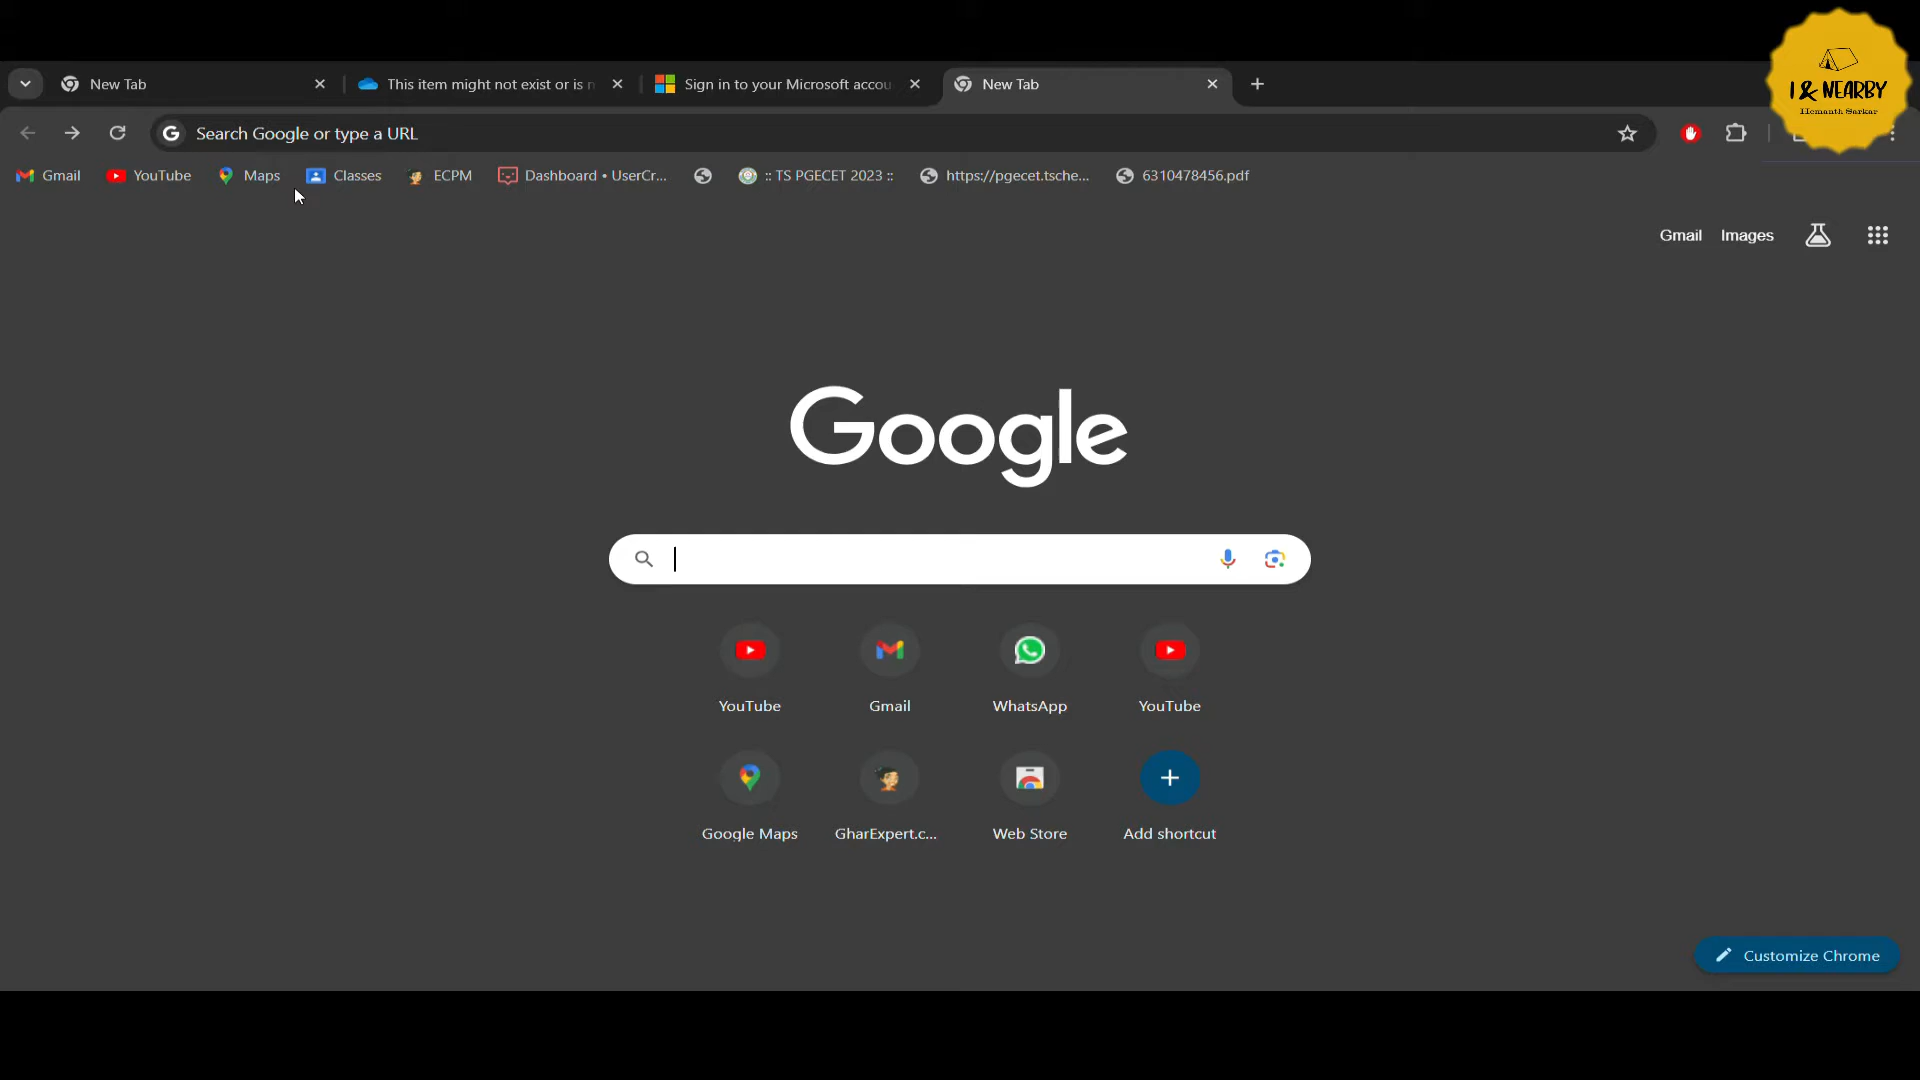 New Tab
This item might not exist or is n
Sign in to your Microsoft accou
New Tab
I & NEARBY
Hemanth Sarkar
Search Google or type a URL
Gmail
YouTube
Maps
Classes
ECPM
Dashboard • UserCr...
:: TS PGECET 2023 ::
https://pgecet.tsche...
6310478456.pdf
Gmail
Images
Google
YouTube
Gmail
WhatsApp
YouTube
Google Maps
GharExpert.c...
Web Store
Add shortcut
Customize Chrome